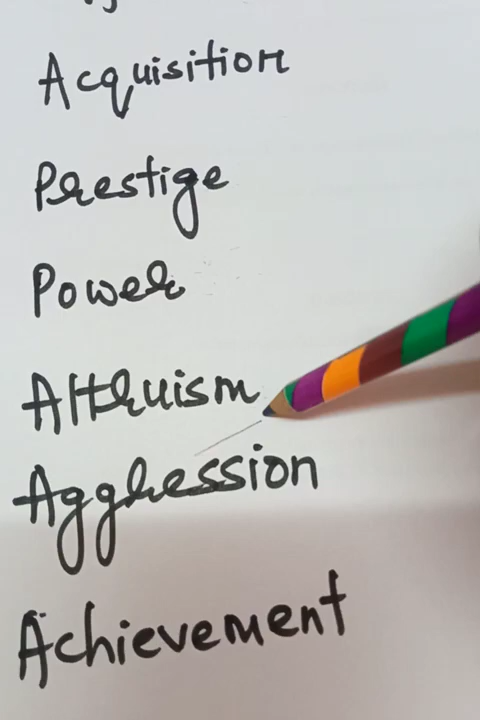 Acquisition
Prestige
Power
Altruism
Aggression
Achievement